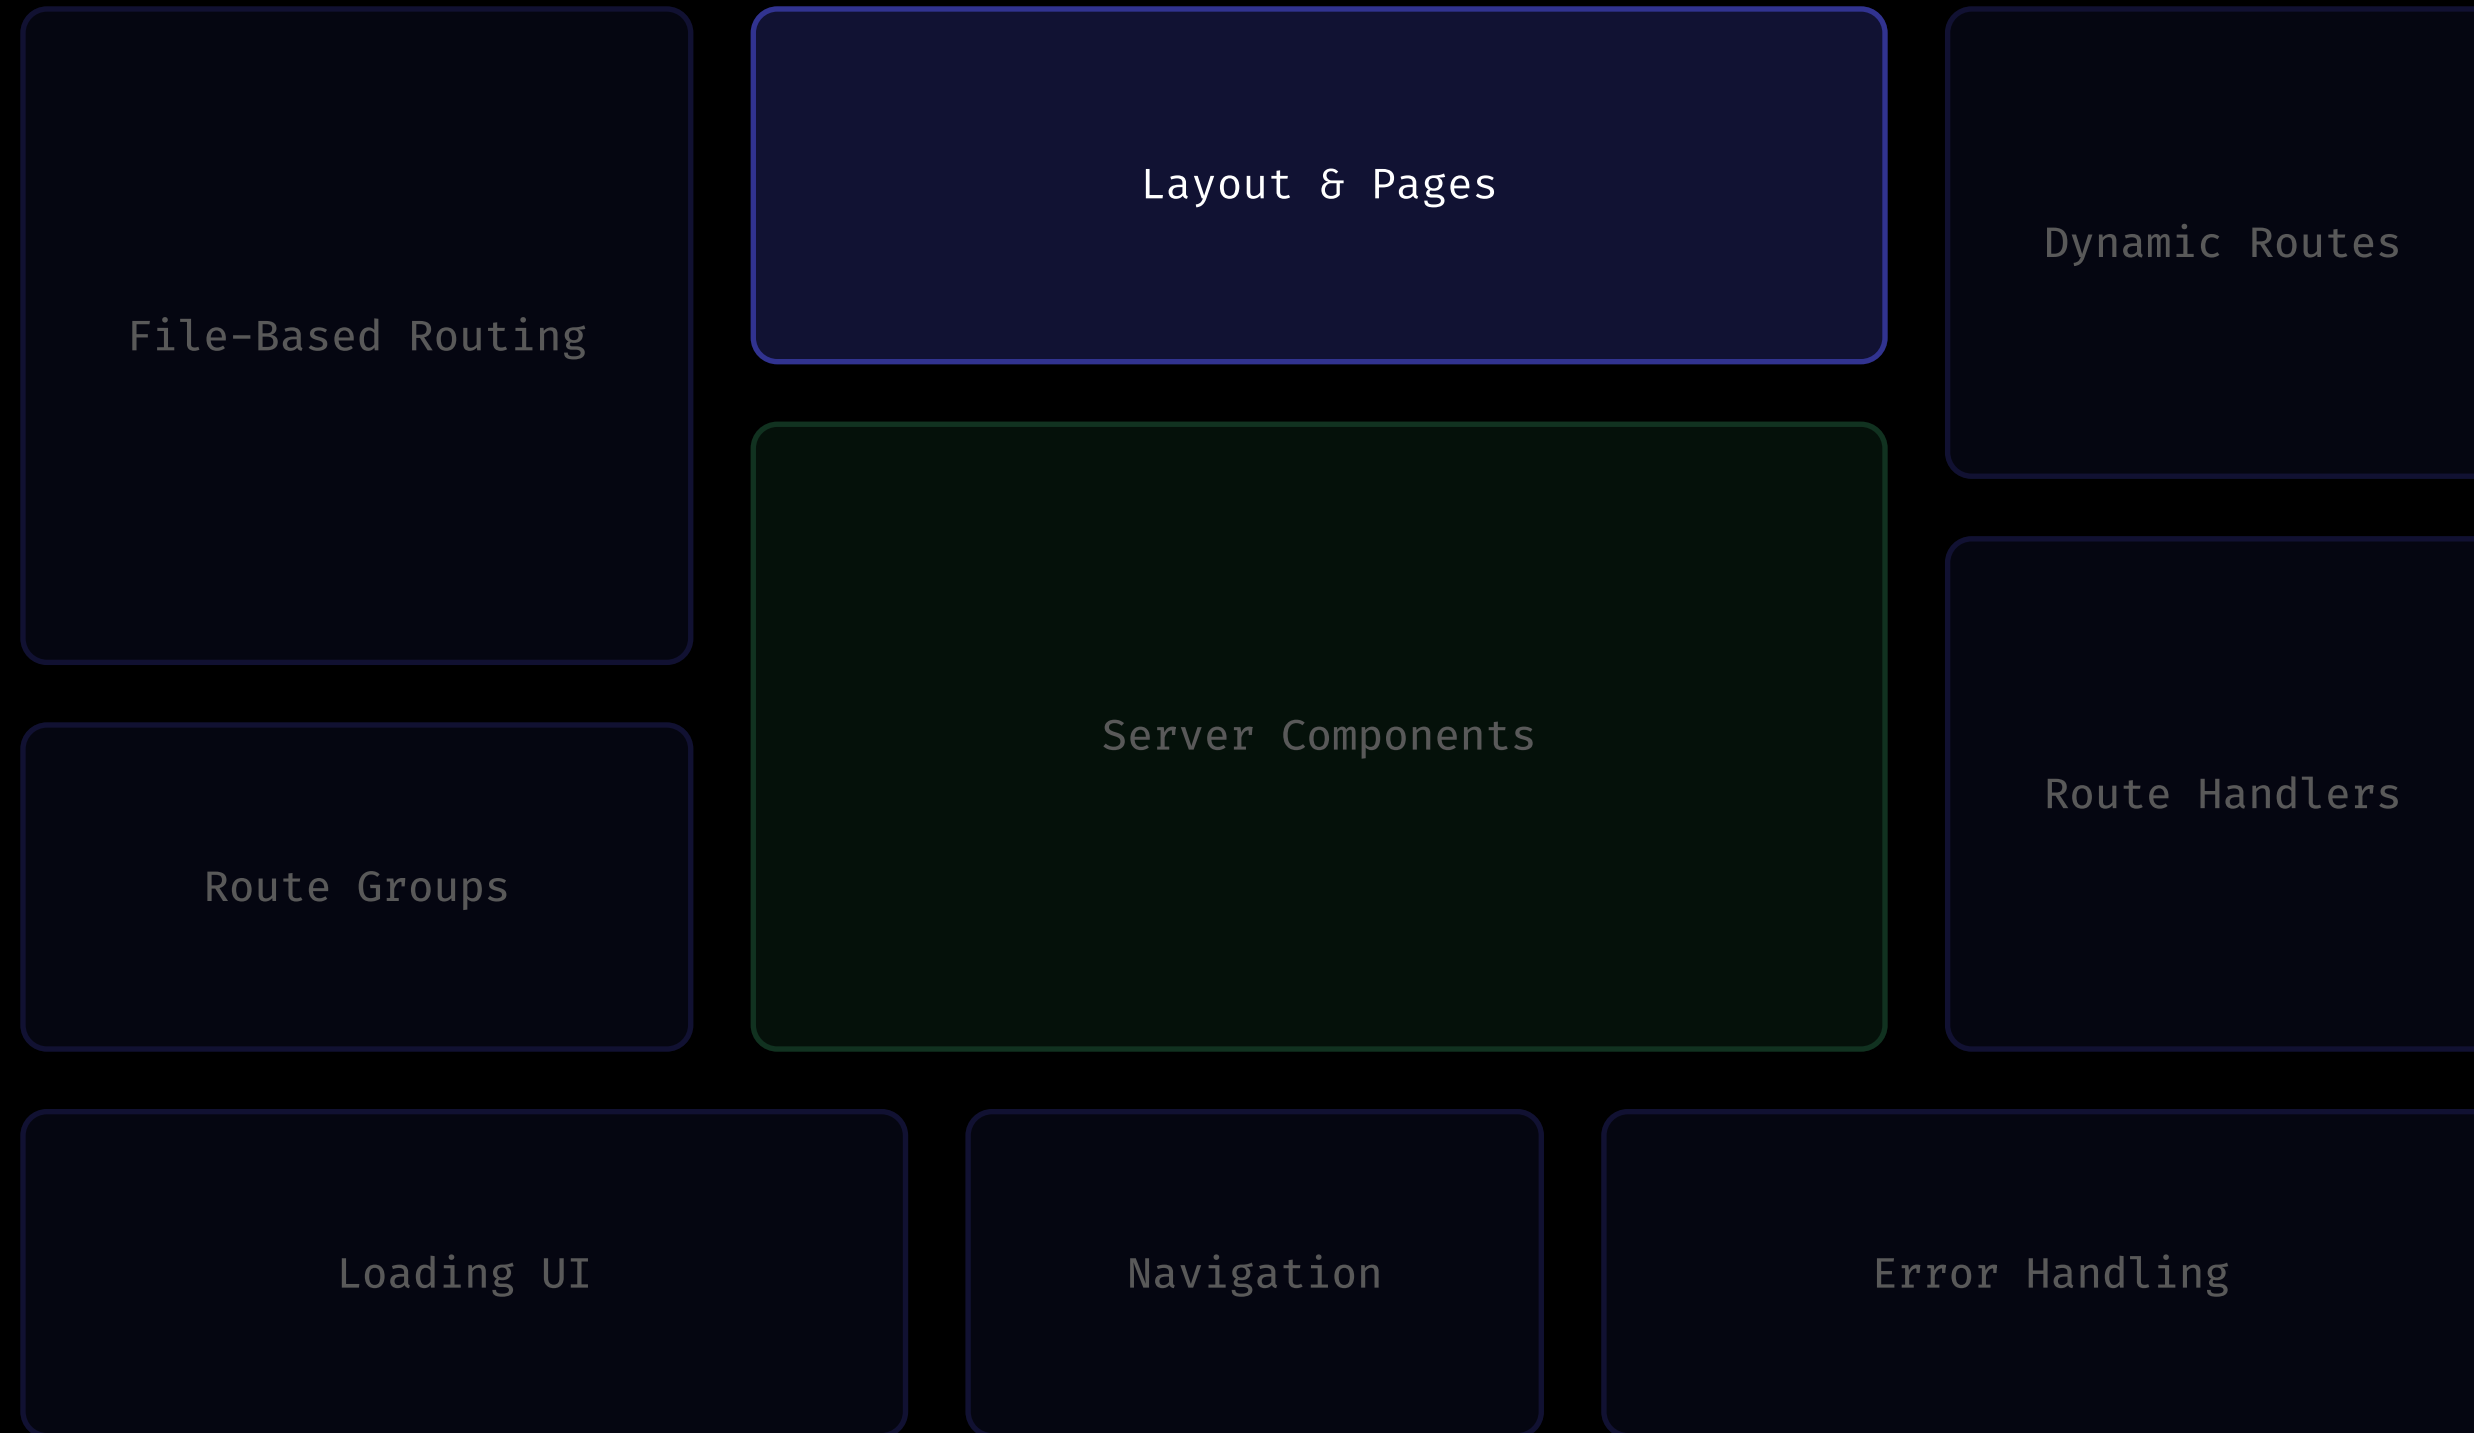 File-Based Routing
Layout & Pages
Dynamic Routes
Server Components
Route Groups
Route Handlers
Loading UI
Navigation
Error Handling